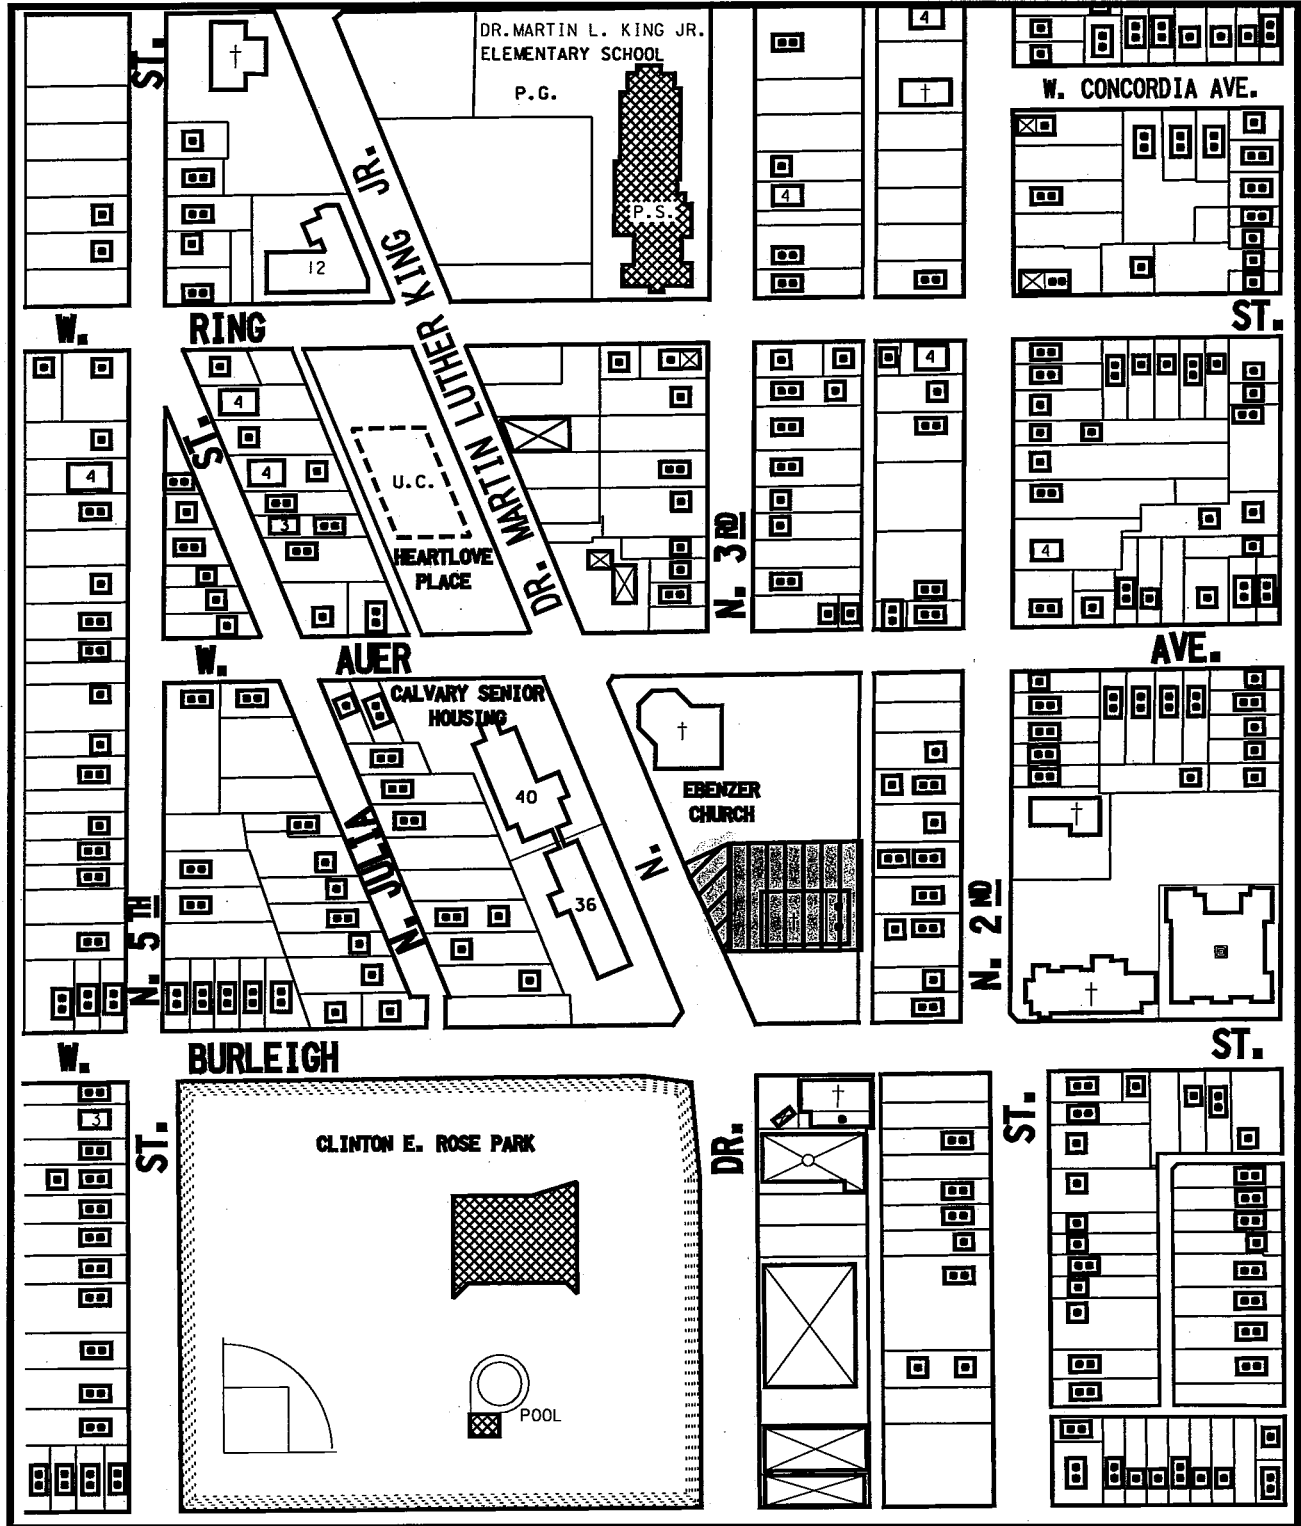 DR. MARTIN L. KING JR.
ELEMENTARY SCHOOL
P.G.
P.S.
4
4
12
W. CONCORDIA AVE.
W. RING ST.
ST.
ST.
4
4
4
3
4
4
U.C.
HEARTLOVE
PLACE
DR. MARTIN LUTHER KING JR.
N. 3RD
W. AUER AVE.
CALVARY SENIOR
HOUSING
40
36
EBENZER
CHURCH
N. JULIA
N.
N. 5TH
N. 2ND
W. BURLEIGH ST.
3
ST.
CLINTON E. ROSE PARK
POOL
DR.
ST.